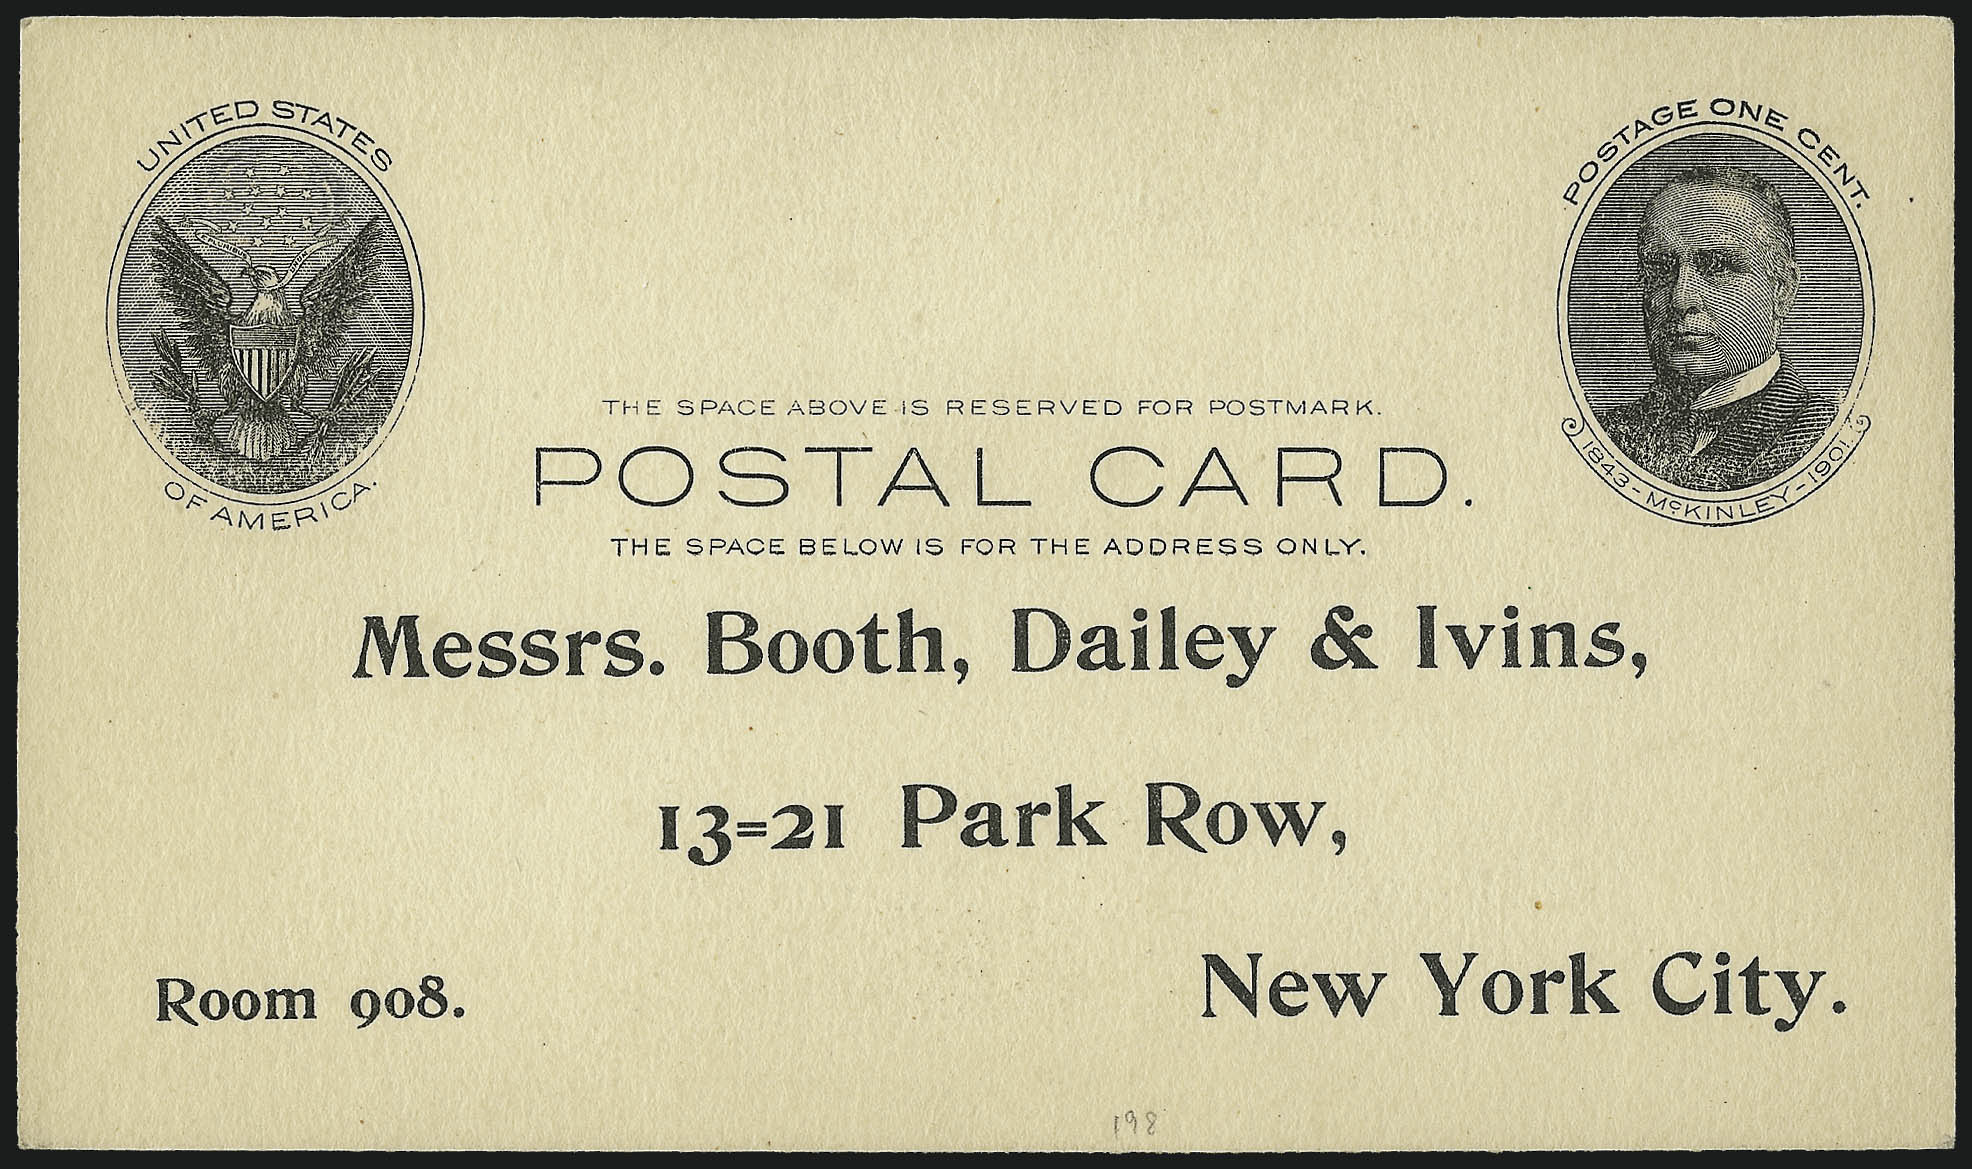 UNITED STATES
OF AMERICA.
POSTAGE ONE CENT.
1843-McKINLEY-1901.
THE SPACE ABOVE IS RESERVED FOR POSTMARK.
POSTAL CARD.
THE SPACE BELOW IS FOR THE ADDRESS ONLY.
Messrs. Booth, Dailey & Ivins,
13=21 Park Row,
Room 908.
New York City.
198